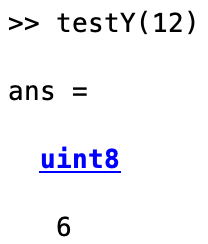 >> testY(12)
ans =
uint8
6